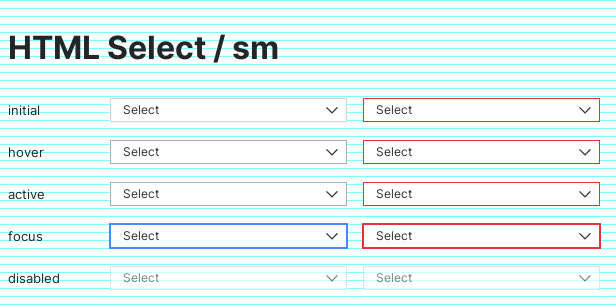 HTML Select / sm
initial Select Select
hover Select Select
active Select Select
focus Select Select
disabled Select Select